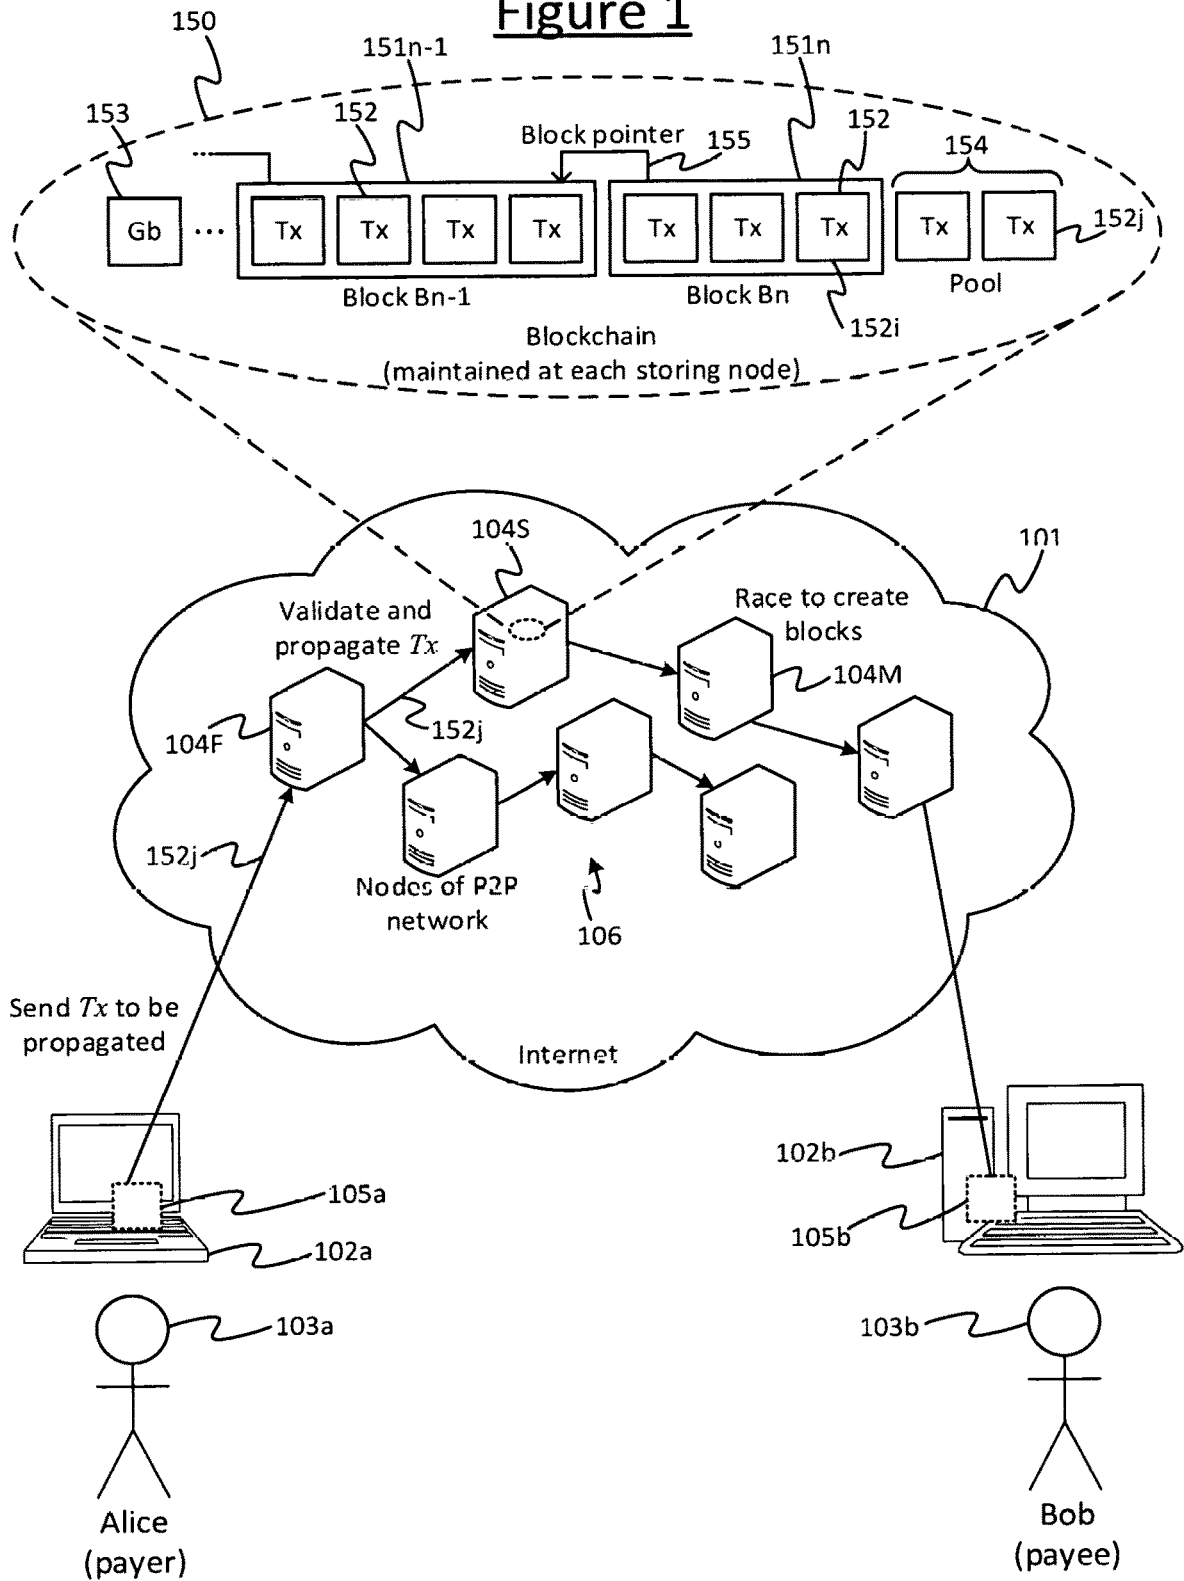 Figure 1
150
151n-1
151n
153
152
Block pointer
155
152
154
Gb
...
Tx
Tx
Tx
Tx
Tx
Tx
Tx
Tx
Tx
152j
Block Bn-1
Block Bn
Pool
152i
Blockchain
(maintained at each storing node)
104S
101
Validate and
propagate Tx
Race to create
blocks
104M
152j
104F
152j
Nodes of P2P
network
106
Send Tx to be
propagated
Internet
102b
105a
105b
102a
103a
103b
Alice
(payer)
Bob
(payee)